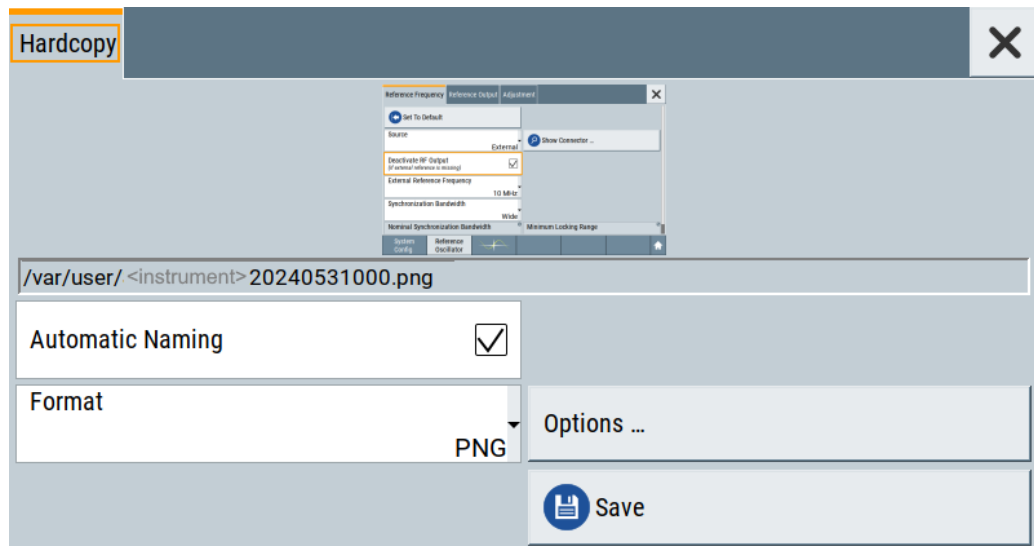 Hardcopy
Reference Frequency Reference Output Adjustment
Set To Default
Source
External
Show Connector ...
Deactivate RF Output
(if external reference is missing)
External Reference Frequency
10 MHz
Synchronization Bandwidth
Wide
Nominal Synchronization Bandwidth Minimum Locking Range
System Config
Reference Oscillator
/var/user/ <instrument>20240531000.png
Automatic Naming
Format
PNG
Options ...
Save